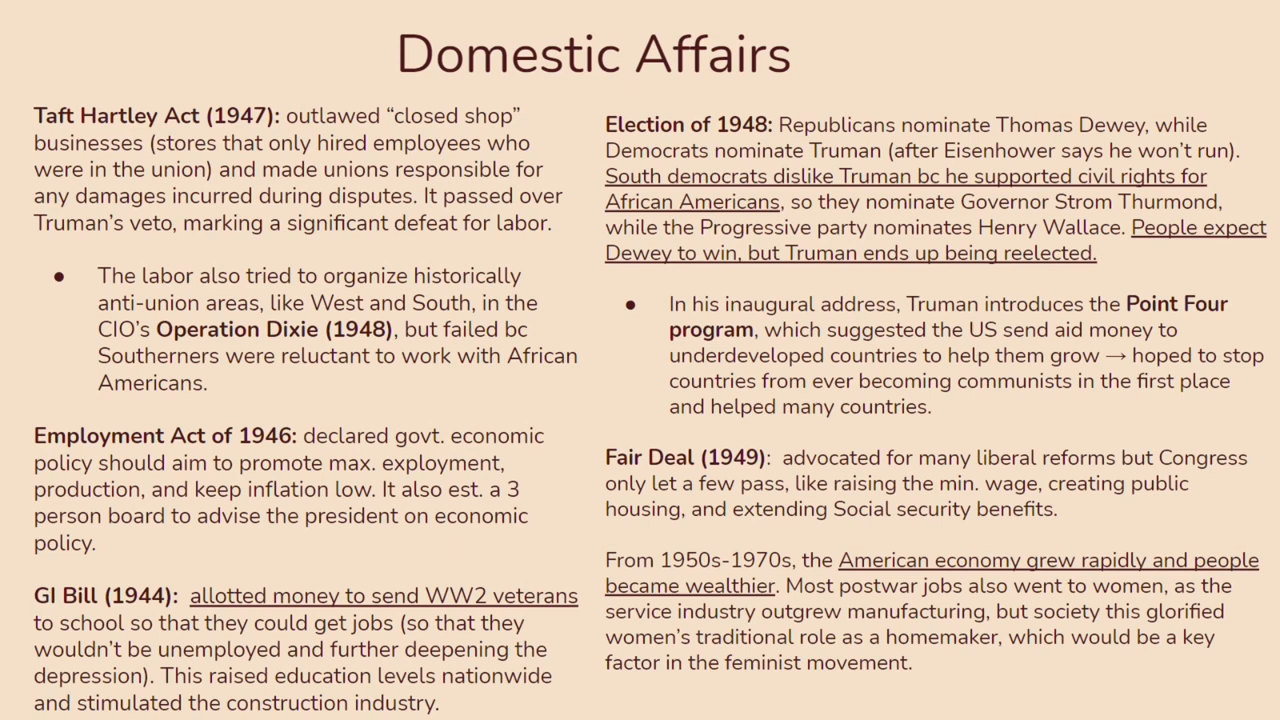 Domestic Affairs
Taft Hartley Act (1947): outlawed “closed shop”
businesses (stores that only hired employees who
were in the union) and made unions responsible for
any damages incurred during disputes. It passed over
Truman’s veto, marking a significant defeat for labor.
● The labor also tried to organize historically
anti-union areas, like West and South, in the
CIO’s Operation Dixie (1948), but failed bc
Southerners were reluctant to work with African
Americans.
Employment Act of 1946: declared govt. economic
policy should aim to promote max. exployment,
production, and keep inflation low. It also est. a 3
person board to advise the president on economic
policy.
GI Bill (1944): allotted money to send WW2 veterans
to school so that they could get jobs (so that they
wouldn’t be unemployed and further deepening the
depression). This raised education levels nationwide
and stimulated the construction industry.
Election of 1948: Republicans nominate Thomas Dewey, while
Democrats nominate Truman (after Eisenhower says he won’t run).
South democrats dislike Truman bc he supported civil rights for
African Americans, so they nominate Governor Strom Thurmond,
while the Progressive party nominates Henry Wallace. People expect
Dewey to win, but Truman ends up being reelected.
● In his inaugural address, Truman introduces the Point Four
program, which suggested the US send aid money to
underdeveloped countries to help them grow → hoped to stop
countries from ever becoming communists in the first place
and helped many countries.
Fair Deal (1949): advocated for many liberal reforms but Congress
only let a few pass, like raising the min. wage, creating public
housing, and extending Social security benefits.
From 1950s-1970s, the American economy grew rapidly and people
became wealthier. Most postwar jobs also went to women, as the
service industry outgrew manufacturing, but society this glorified
women’s traditional role as a homemaker, which would be a key
factor in the feminist movement.